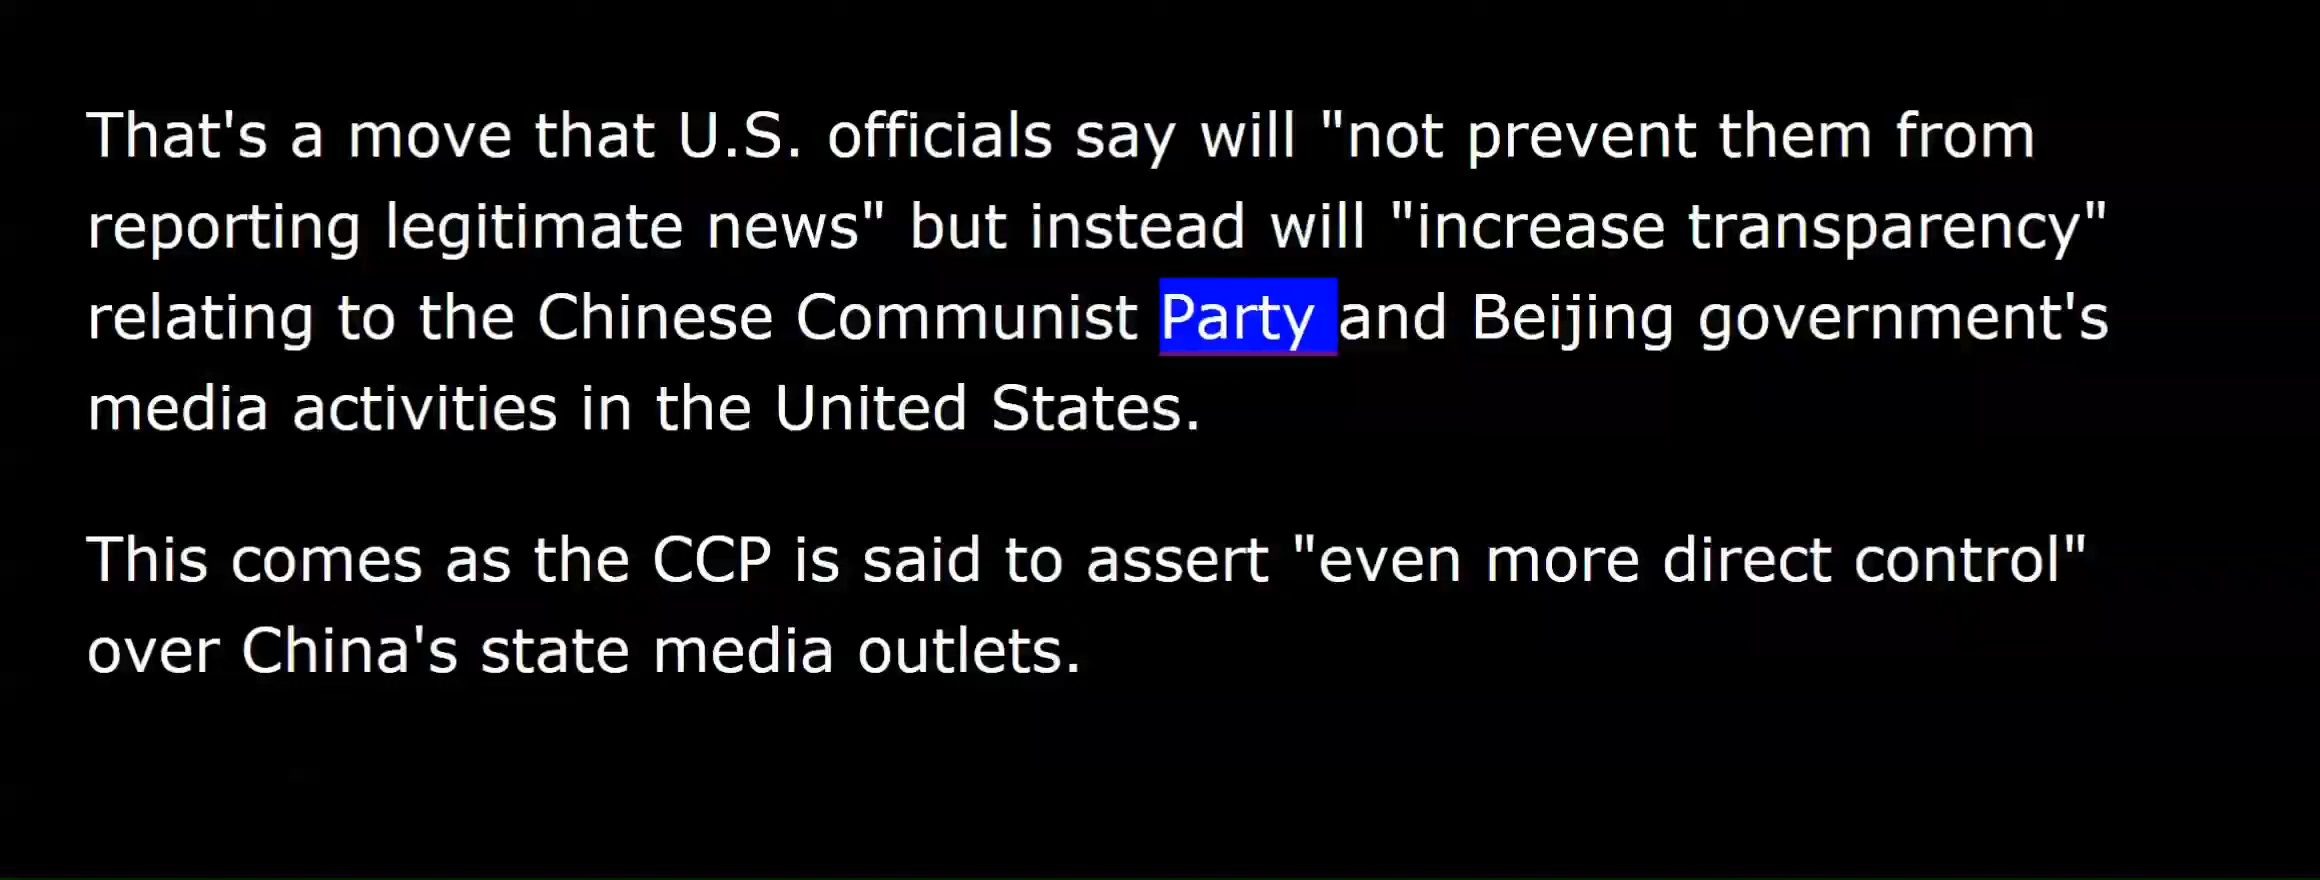 That's a move that U.S. officials say will "not prevent them from
reporting legitimate news" but instead will "increase transparency"
relating to the Chinese Communist Party and Beijing government's
media activities in the United States.
This comes as the CCP is said to assert "even more direct control"
over China's state media outlets.